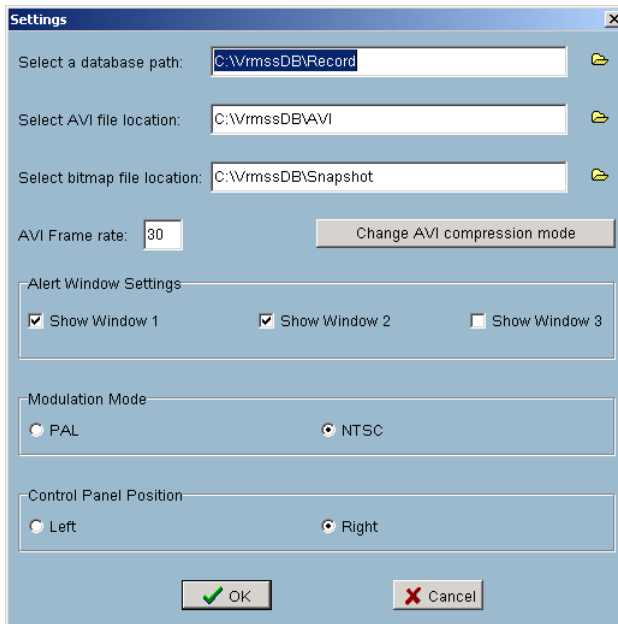 Settings
Select a database path: C:\VrmssDB\Record
Select AVI file location: C:\VrmssDB\AVI
Select bitmap file location: C:\VrmssDB\Snapshot
AVI Frame rate: 30 Change AVI compression mode
Alert Window Settings
Show Window 1 Show Window 2 Show Window 3
Modulation Mode
PAL NTSC
Control Panel Position
Left Right
OK Cancel